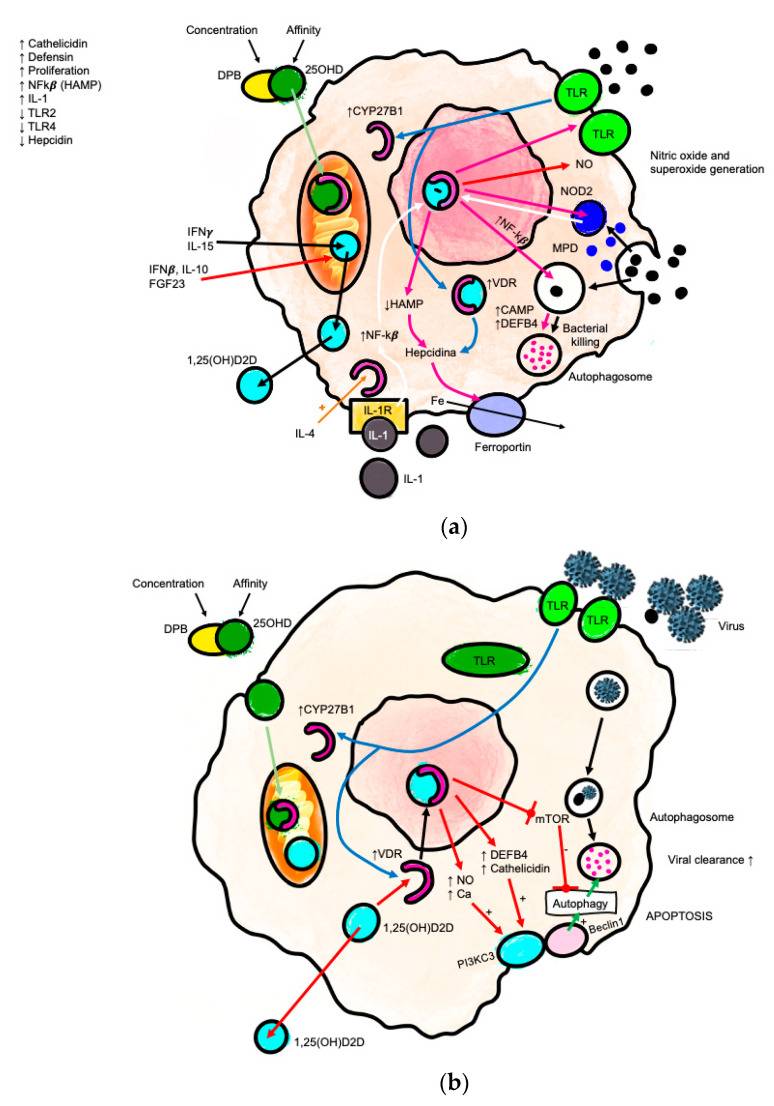 ↑ Cathelicidin
↑ Defensin
↑ Proliferation
↑ NFkβ (HAMP)
↑ IL-1
↓ TLR2
↓ TLR4
↓ Hepcidin
Concentration
Affinity
DPB
25OHD
↑CYP27B1
TLR
TLR
Nitric oxide and
superoxide generation
NO
NOD2
IFNγ
IL-15
↑NF-kβ
MPD
IFNβ, IL-10
FGF23
↑VDR
↓HAMP
↑CAMP
↑DEFB4
Bacterial
killing
↑NF-kβ
Hepcidina
1,25(OH)D2D
Autophagosome
+
Fe
IL-1R
IL-4
IL-1
Ferroportin
IL-1
(a)
Concentration
Affinity
DPB
25OHD
TLR
TLR
Virus
TLR
↑CYP27B1
mTOR
Autophagosome
↑VDR
↑ DEFB4
↑ Cathelicidin
-
Viral clearance ↑
↑ NO
↑ Ca
+
+
Autophagy
APOPTOSIS
1,25(OH)D2D
+
Beclin1
PI3KC3
1,25(OH)D2D
(b)